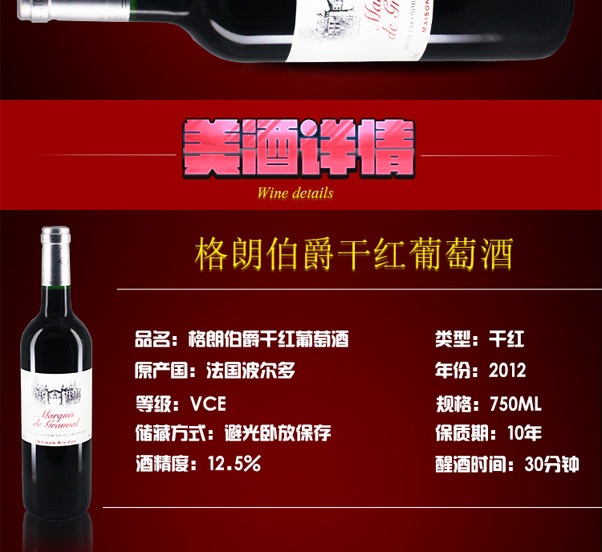 美酒详情
Wine details
格朗伯爵干红葡萄酒
品名：格朗伯爵干红葡萄酒
类型：干红
原产国：法国波尔多
年份：2012
等级：VCE
规格：750ML
储藏方式：避光卧放保存
保质期：10年
酒精度：12.5%
醒酒时间：30分钟
Marquis
de Granval